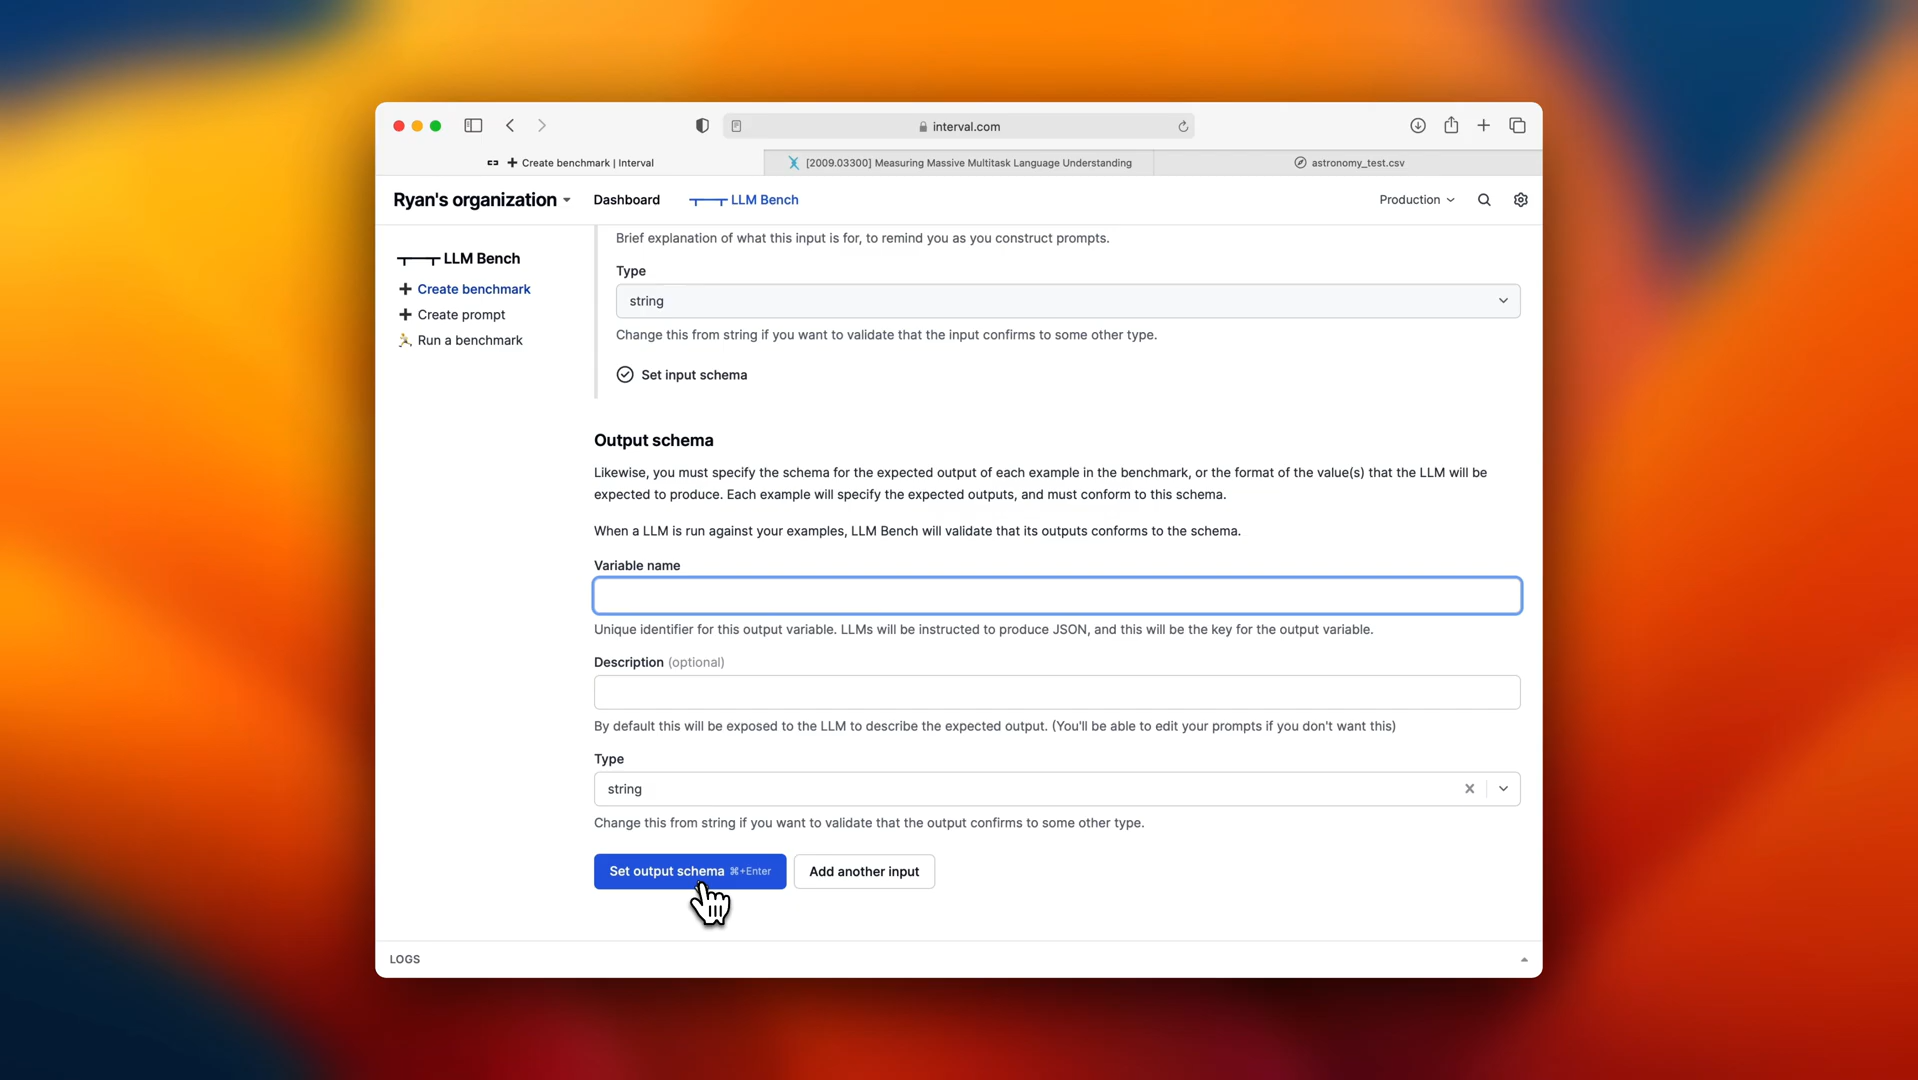 interval.com
Create benchmark | Interval
[2009.03300] Measuring Massive Multitask Language Understanding
astronomy_test.csv
Ryan's organization
Dashboard
LLM Bench
Production
LLM Bench
Create benchmark
Create prompt
Run a benchmark
Brief explanation of what this input is for, to remind you as you construct prompts.
Type
string
Change this from string if you want to validate that the input confirms to some other type.
Set input schema
Output schema
Likewise, you must specify the schema for the expected output of each example in the benchmark, or the format of the value(s) that the LLM will be
expected to produce. Each example will specify the expected outputs, and must conform to this schema.
When a LLM is run against your examples, LLM Bench will validate that its outputs conforms to the schema.
Variable name
Unique identifier for this output variable. LLMs will be instructed to produce JSON, and this will be the key for the output variable.
Description (optional)
By default this will be exposed to the LLM to describe the expected output. (You'll be able to edit your prompts if you don't want this)
Type
string
Change this from string if you want to validate that the output confirms to some other type.
Set output schema ⌘+Enter
Add another input
LOGS